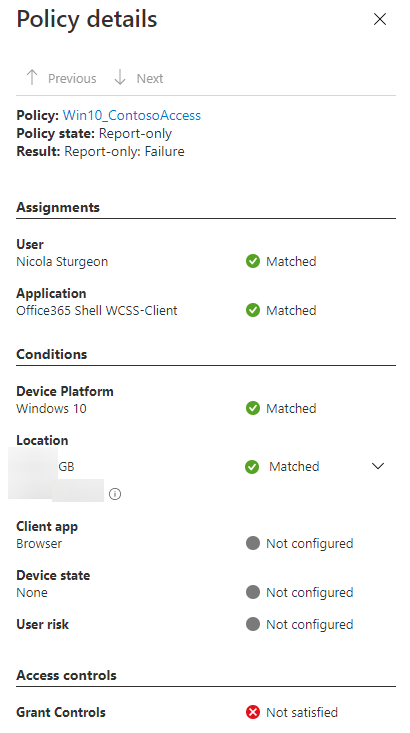 Policy details
Previous Next
Policy: Win10_ContosoAccess
Policy state: Report-only
Result: Report-only: Failure
Assignments
User
Nicola Sturgeon Matched
Application
Office365 Shell WCSS-Client Matched
Conditions
Device Platform
Windows 10 Matched
Location
GB Matched
Client app
Browser Not configured
Device state
None Not configured
User risk Not configured
Access controls
Grant Controls Not satisfied